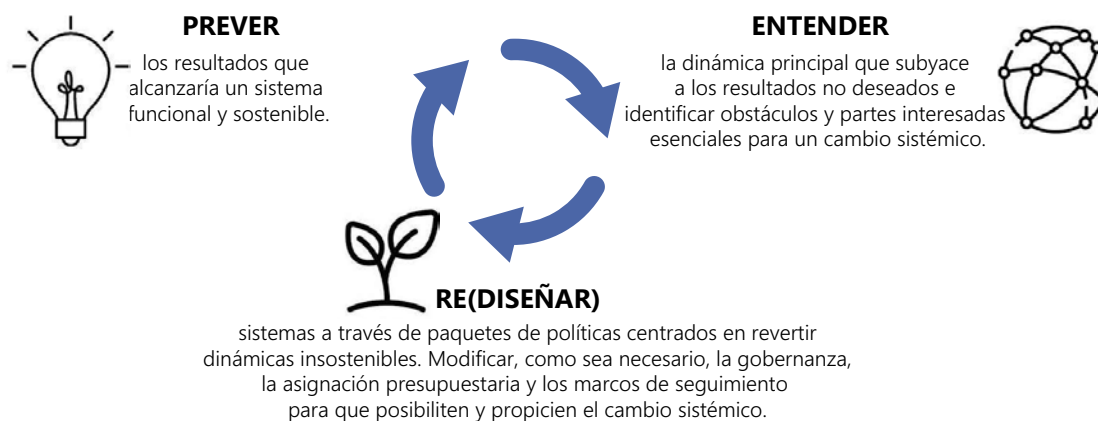 PREVER
los resultados que
alcanzaría un sistema
funcional y sostenible.
ENTENDER
la dinámica principal que subyace
a los resultados no deseados e
identificar obstáculos y partes interesadas
esenciales para un cambio sistémico.
RE(DISEÑAR)
sistemas a través de paquetes de políticas centrados en revertir
dinámicas insostenibles. Modificar, como sea necesario, la gobernanza,
la asignación presupuestaria y los marcos de seguimiento
para que posibiliten y propicien el cambio sistémico.